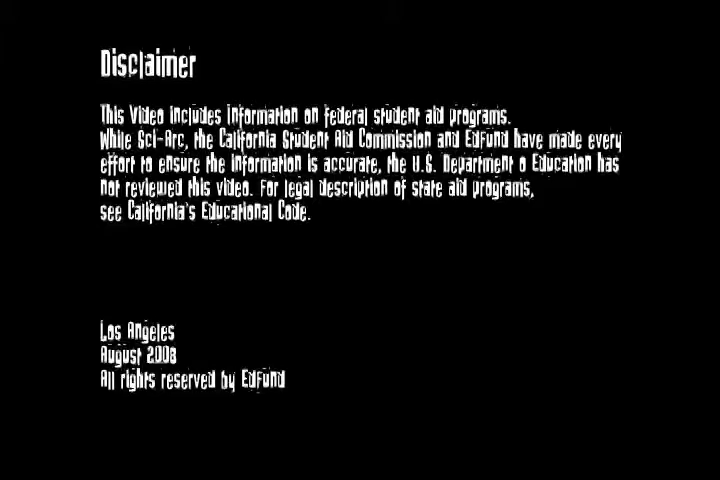 Disclaimer
This Video includes information on federal student aid programs.
While Sci-Arc, the California Student Aid Commission and EdFund have made every
effort to ensure the information is accurate, the U.S. Department o Education has
not reviewed this video. For legal description of state aid programs,
see California's Educational Code.
Los Angeles
August 2008
All rights reserved by EdFund